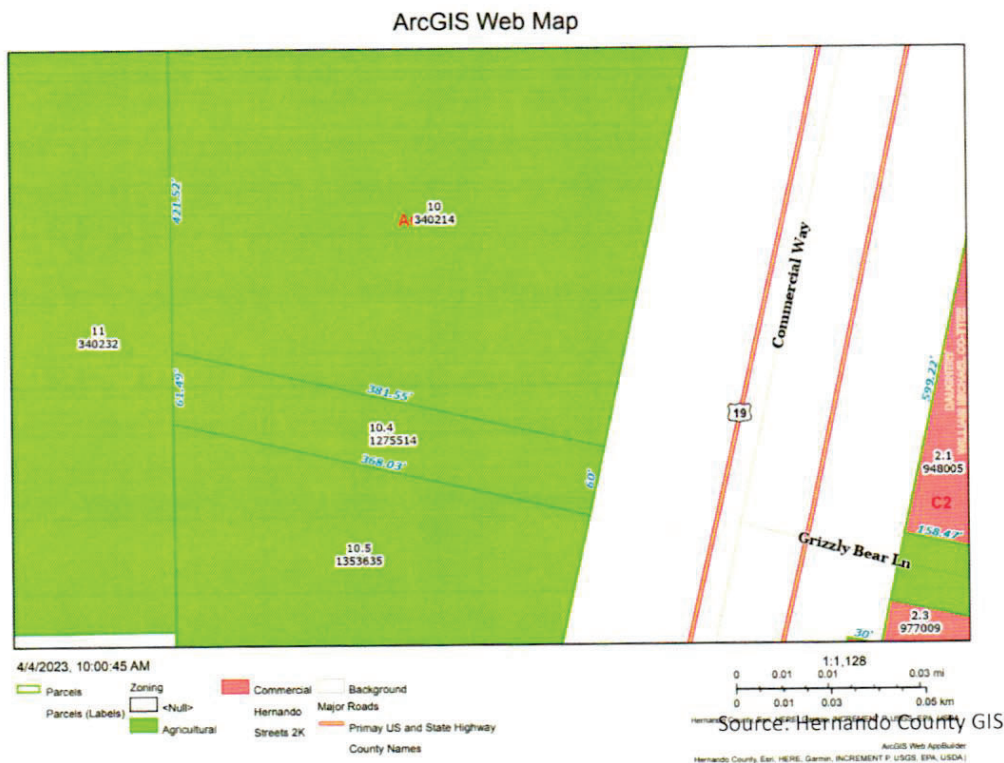 ArcGIS Web Map
421.52'
10
340214
11
340232
Commercial Way
61.49'
381.55'
10.4
1275514
368.03'
60'
19
599.22'
DAUGHTRY
WILLIAM MICHAEL CO-TTEE
2.1
948005
C2
158.47'
Grizzly Bear Ln
10.5
1353635
2.3
977009
30'
4/4/2023, 10:00:45 AM
Parcels
Parcels (Labels)
Zoning
<Null>
Agricultural
Commercial
Hernando
Streets 2K
Background
Major Roads
Primay US and State Highway
County Names
1:1,128
0 0.01 0.01 0.03 mi
0 0.01 0.03 0.05 km
Source: Hernando County GIS
ArcGIS Web AppBuilder
Hernando County, Esri, HERE, Garmin, INCREMENT P, USGS, EPA, USDA |